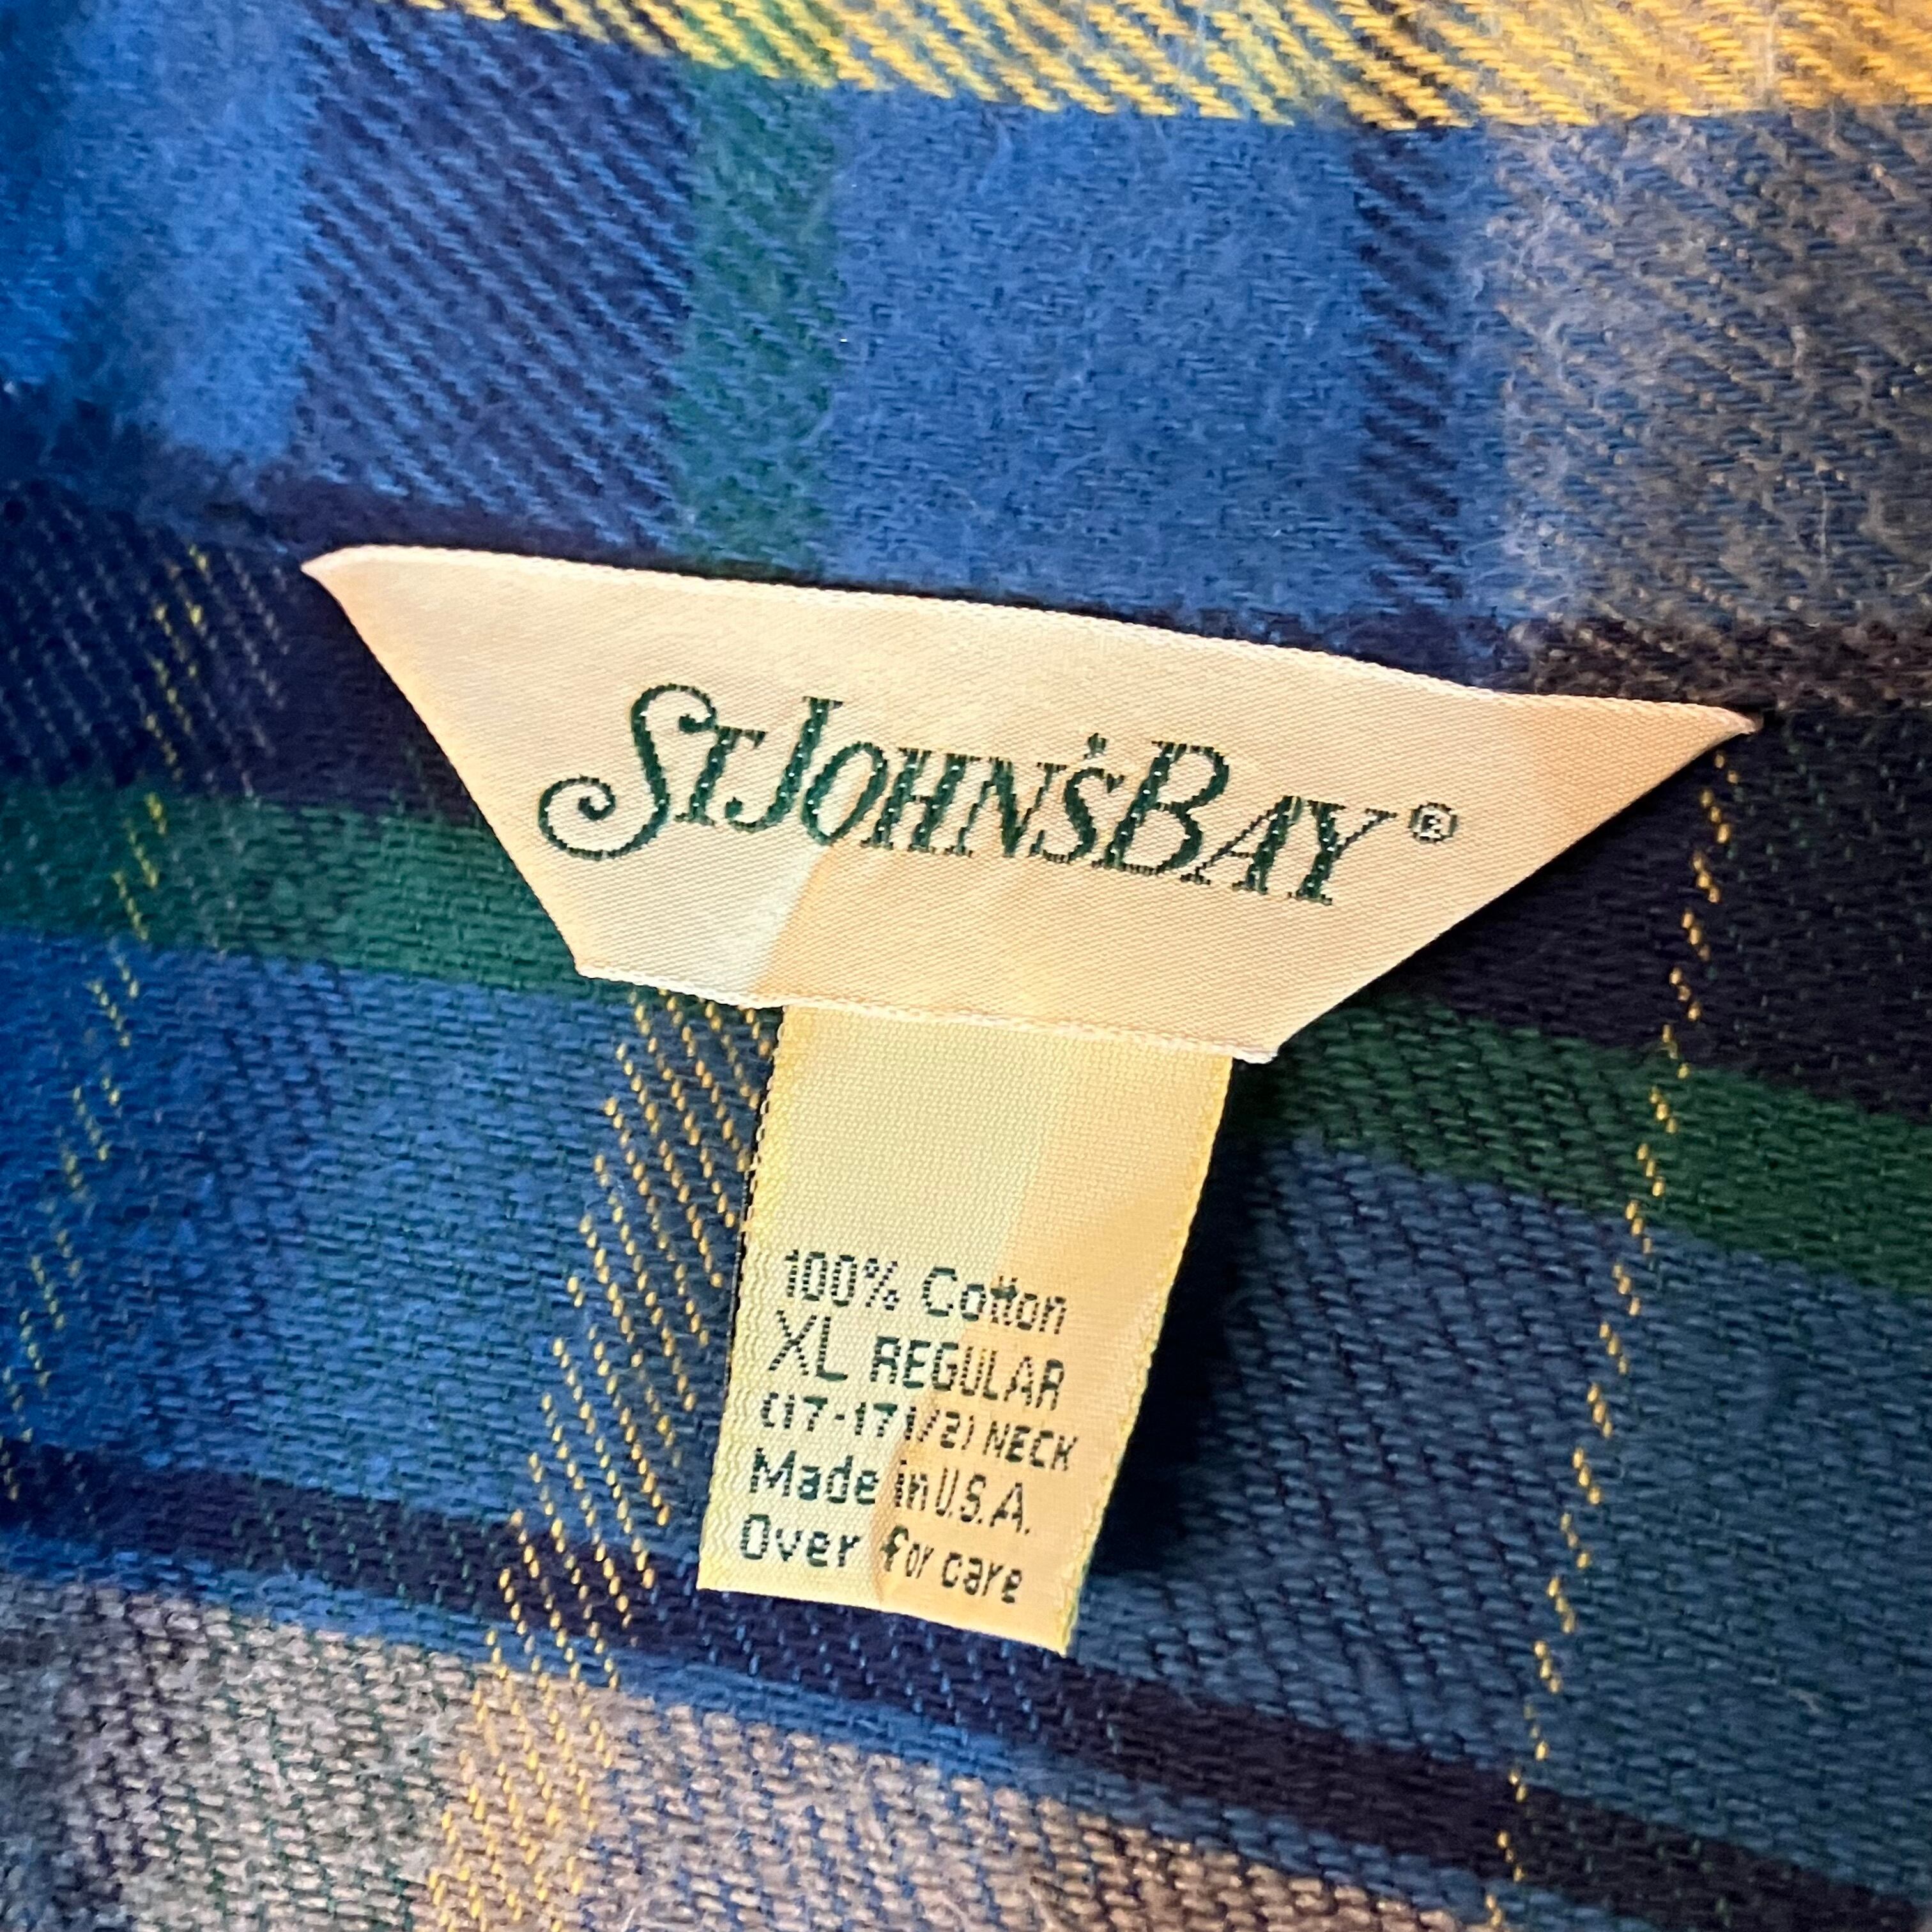 ST JOHN'S BAY ®
100% Cotton
XL REGULAR
(17-17 1/2) NECK
Made in U.S.A.
Over for care